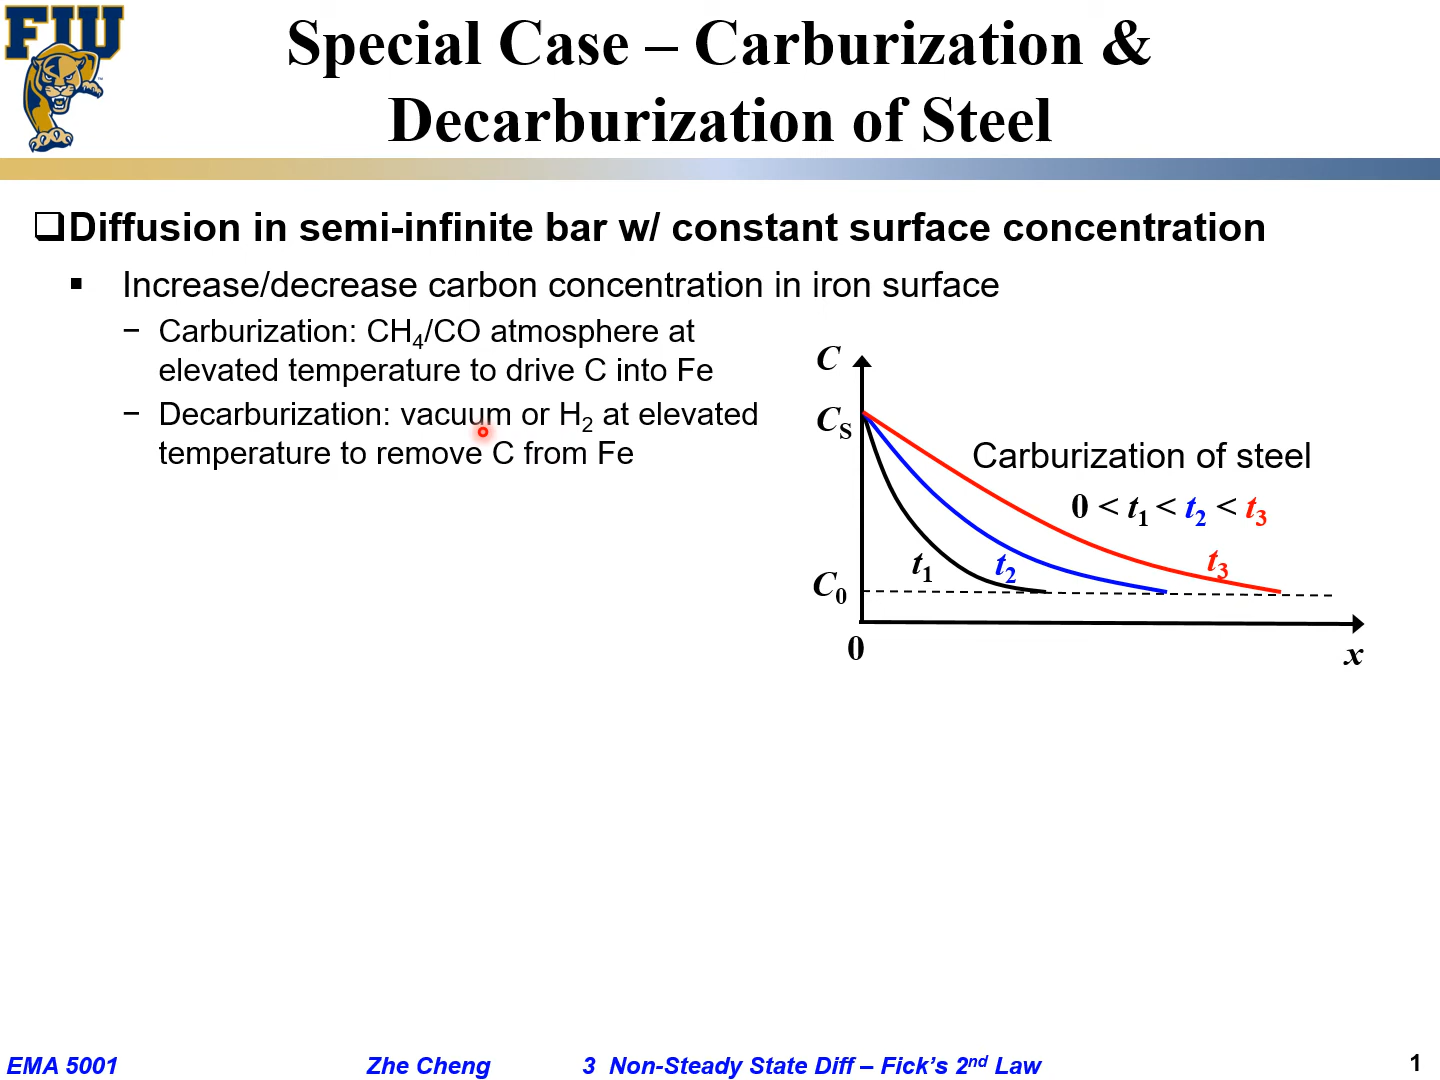 FIU
Special Case – Carburization &
Decarburization of Steel
❑Diffusion in semi-infinite bar w/ constant surface concentration
▪ Increase/decrease carbon concentration in iron surface
− Carburization: CH4/CO atmosphere at
elevated temperature to drive C into Fe
− Decarburization: vacuum or H2 at elevated
temperature to remove C from Fe
C
CS
Carburization of steel
0 < t1 < t2 < t3
t1
t2
t3
C0
0
x
EMA 5001 Zhe Cheng 3 Non-Steady State Diff – Fick’s 2nd Law 1